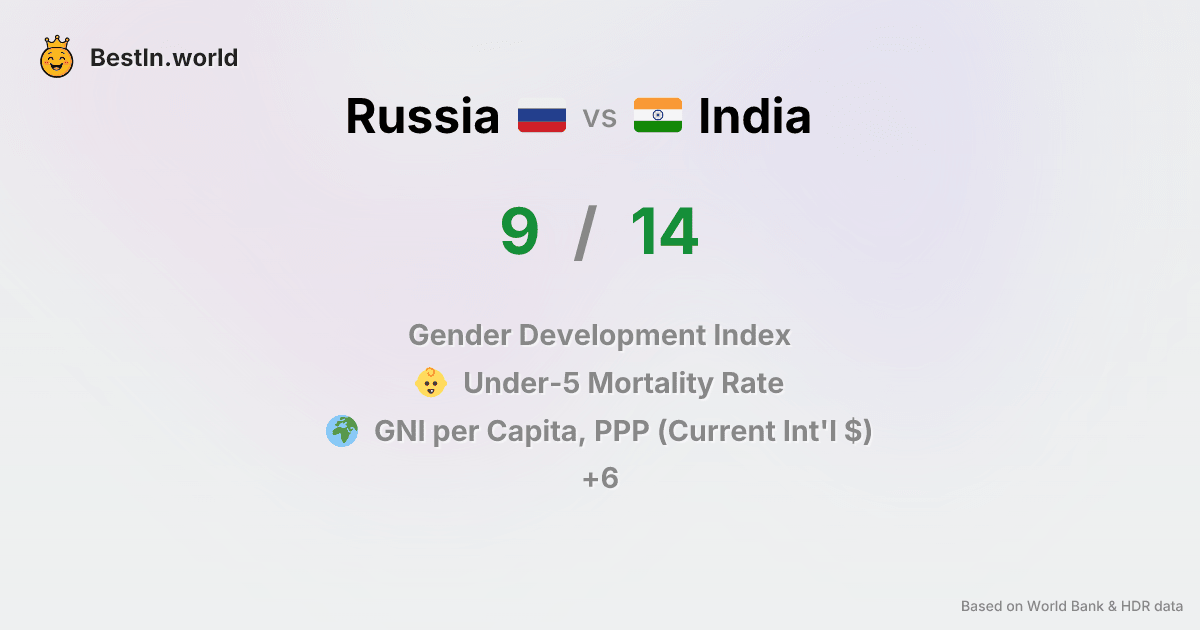 BestIn.world
Russia vs India
9 / 14
Gender Development Index
Under-5 Mortality Rate
GNI per Capita, PPP (Current Int'l $)
+6
Based on World Bank & HDR data